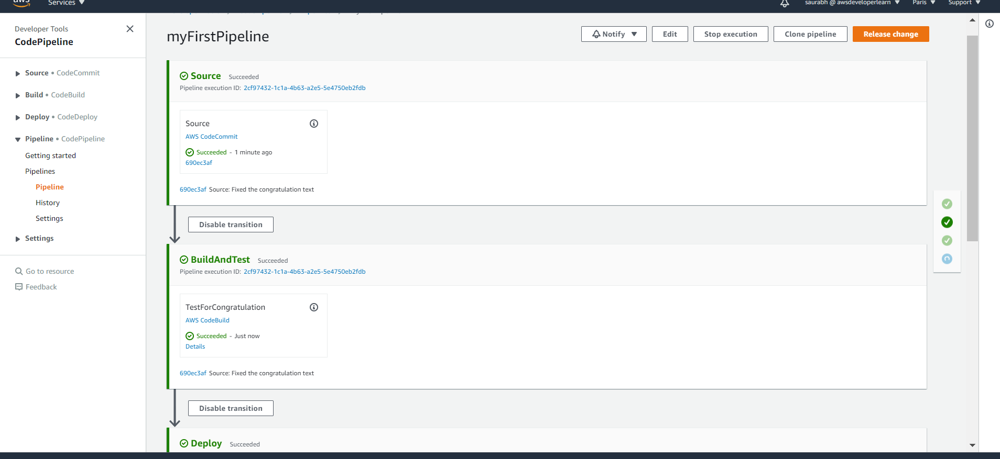 aws Services saurabh @ awsdeveloperlearn Paris Support
Developer Tools
CodePipeline
Source • CodeCommit
Build • CodeBuild
Deploy • CodeDeploy
Pipeline • CodePipeline
Getting started
Pipelines
Pipeline
History
Settings
Settings
Go to resource
Feedback
myFirstPipeline
Notify Edit Stop execution Clone pipeline Release change
Source Succeeded
Pipeline execution ID: 2cf97432-1c1a-4b63-a2e5-5e4750eb2fdb
Source
AWS CodeCommit
Succeeded - 1 minute ago
690ec3af
690ec3af Source: Fixed the congratulation text
Disable transition
BuildAndTest Succeeded
Pipeline execution ID: 2cf97432-1c1a-4b63-a2e5-5e4750eb2fdb
TestForCongratulation
AWS CodeBuild
Succeeded - Just now
Details
690ec3af Source: Fixed the congratulation text
Disable transition
Deploy Succeeded